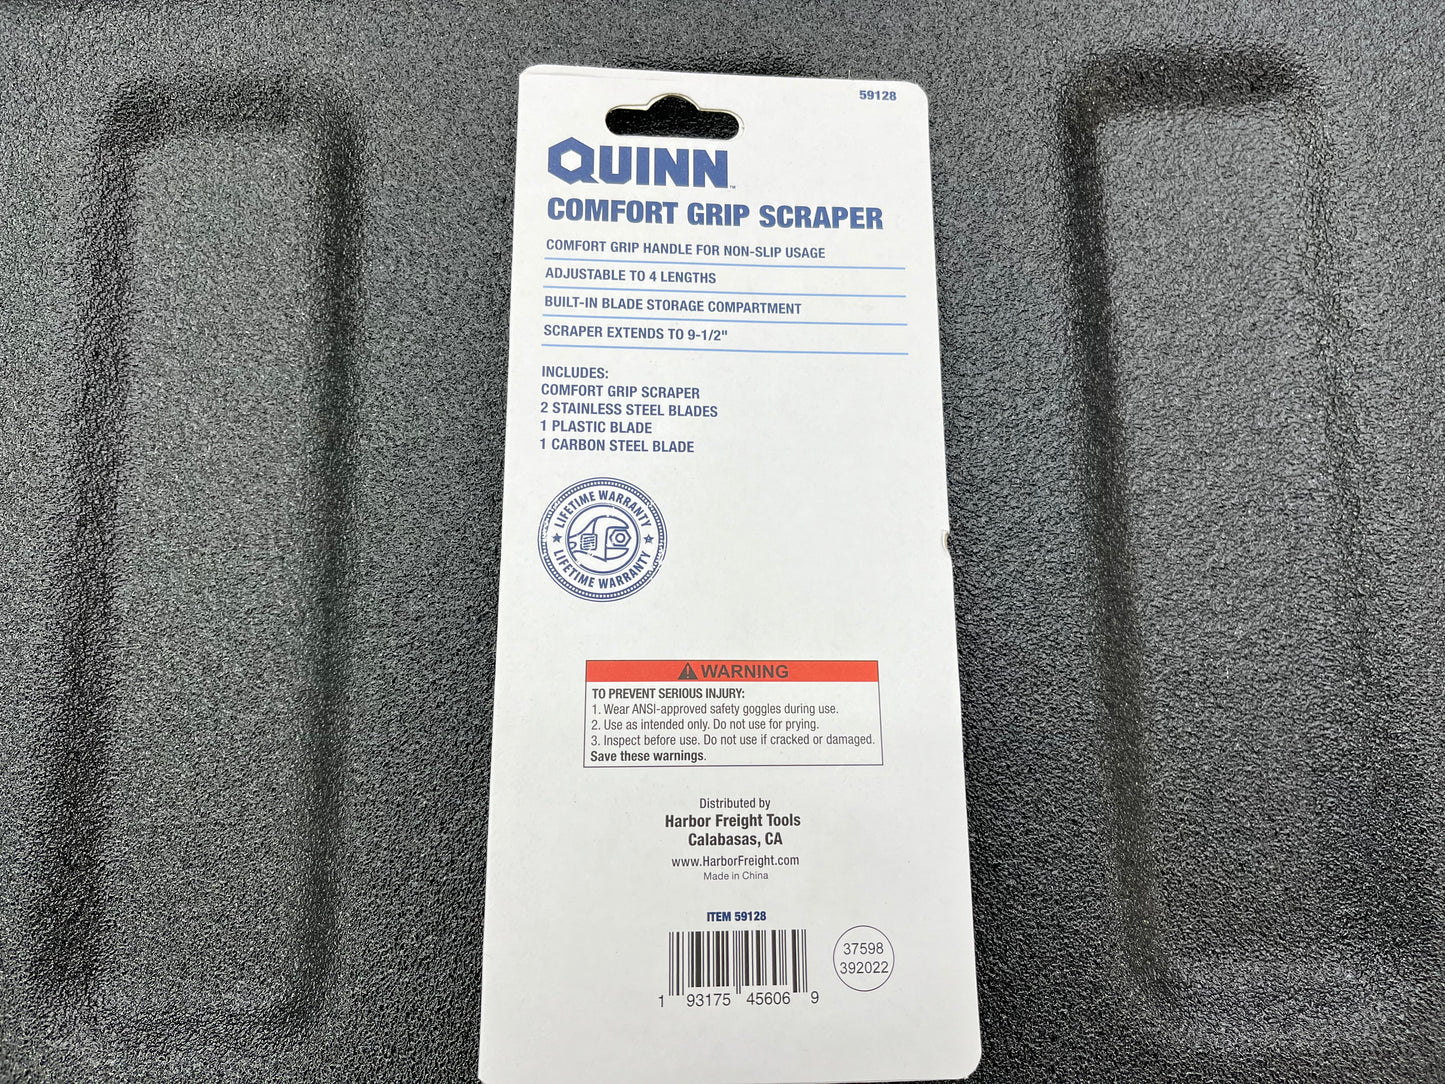 59128
QUINN™
COMFORT GRIP SCRAPER
COMFORT GRIP HANDLE FOR NON-SLIP USAGE
ADJUSTABLE TO 4 LENGTHS
BUILT-IN BLADE STORAGE COMPARTMENT
SCRAPER EXTENDS TO 9-1/2"
INCLUDES:
COMFORT GRIP SCRAPER
2 STAINLESS STEEL BLADES
1 PLASTIC BLADE
1 CARBON STEEL BLADE
LIFETIME WARRANTY
LIFETIME WARRANTY
WARNING
TO PREVENT SERIOUS INJURY:
1. Wear ANSI-approved safety goggles during use.
2. Use as intended only. Do not use for prying.
3. Inspect before use. Do not use if cracked or damaged.
Save these warnings.
Distributed by
Harbor Freight Tools
Calabasas, CA
www.HarborFreight.com
Made in China
ITEM 59128
37598
392022
1 93175 45606 9